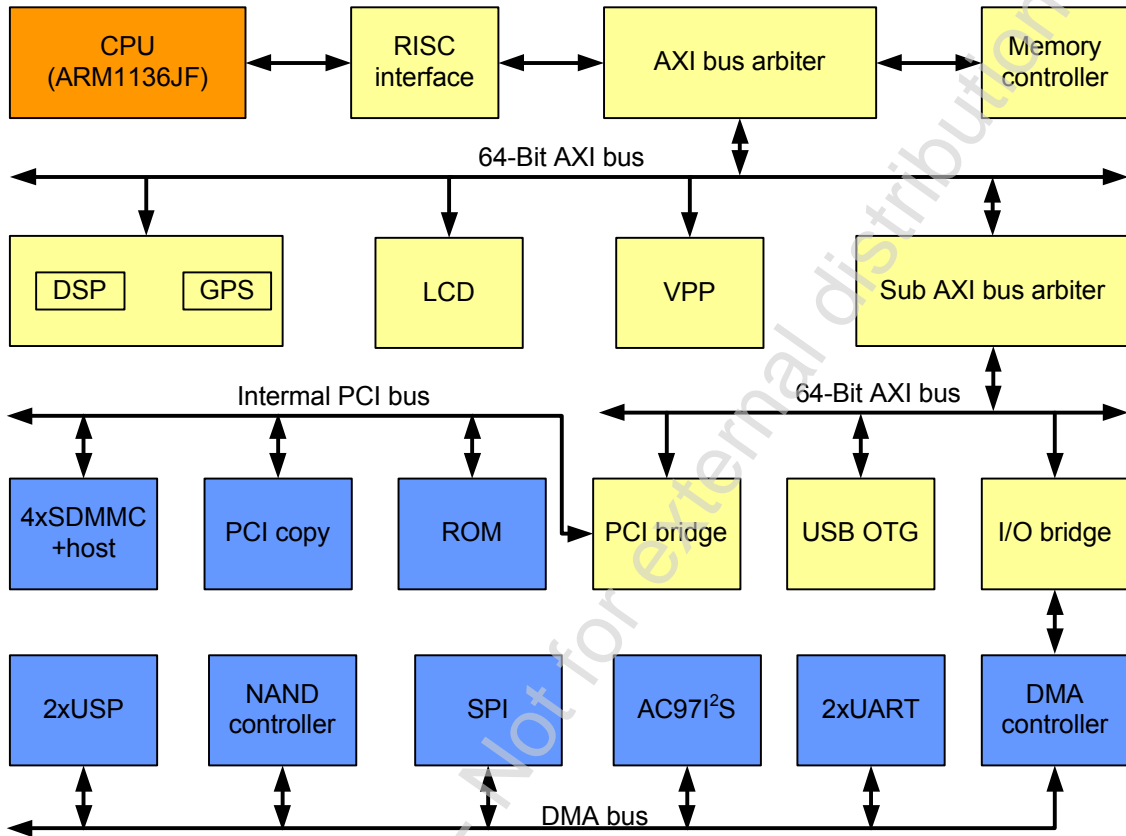 CPU
(ARM1136JF)
RISC
interface
AXI bus arbiter
Memory
controller
64-Bit AXI bus
DSP
GPS
LCD
VPP
Sub AXI bus arbiter
Intermal PCI bus
64-Bit AXI bus
4xSDMMC
+host
PCI copy
ROM
PCI bridge
USB OTG
I/O bridge
2xUSP
NAND
controller
SPI
AC97I²S
2xUART
DMA
controller
DMA bus
Not for external distribution